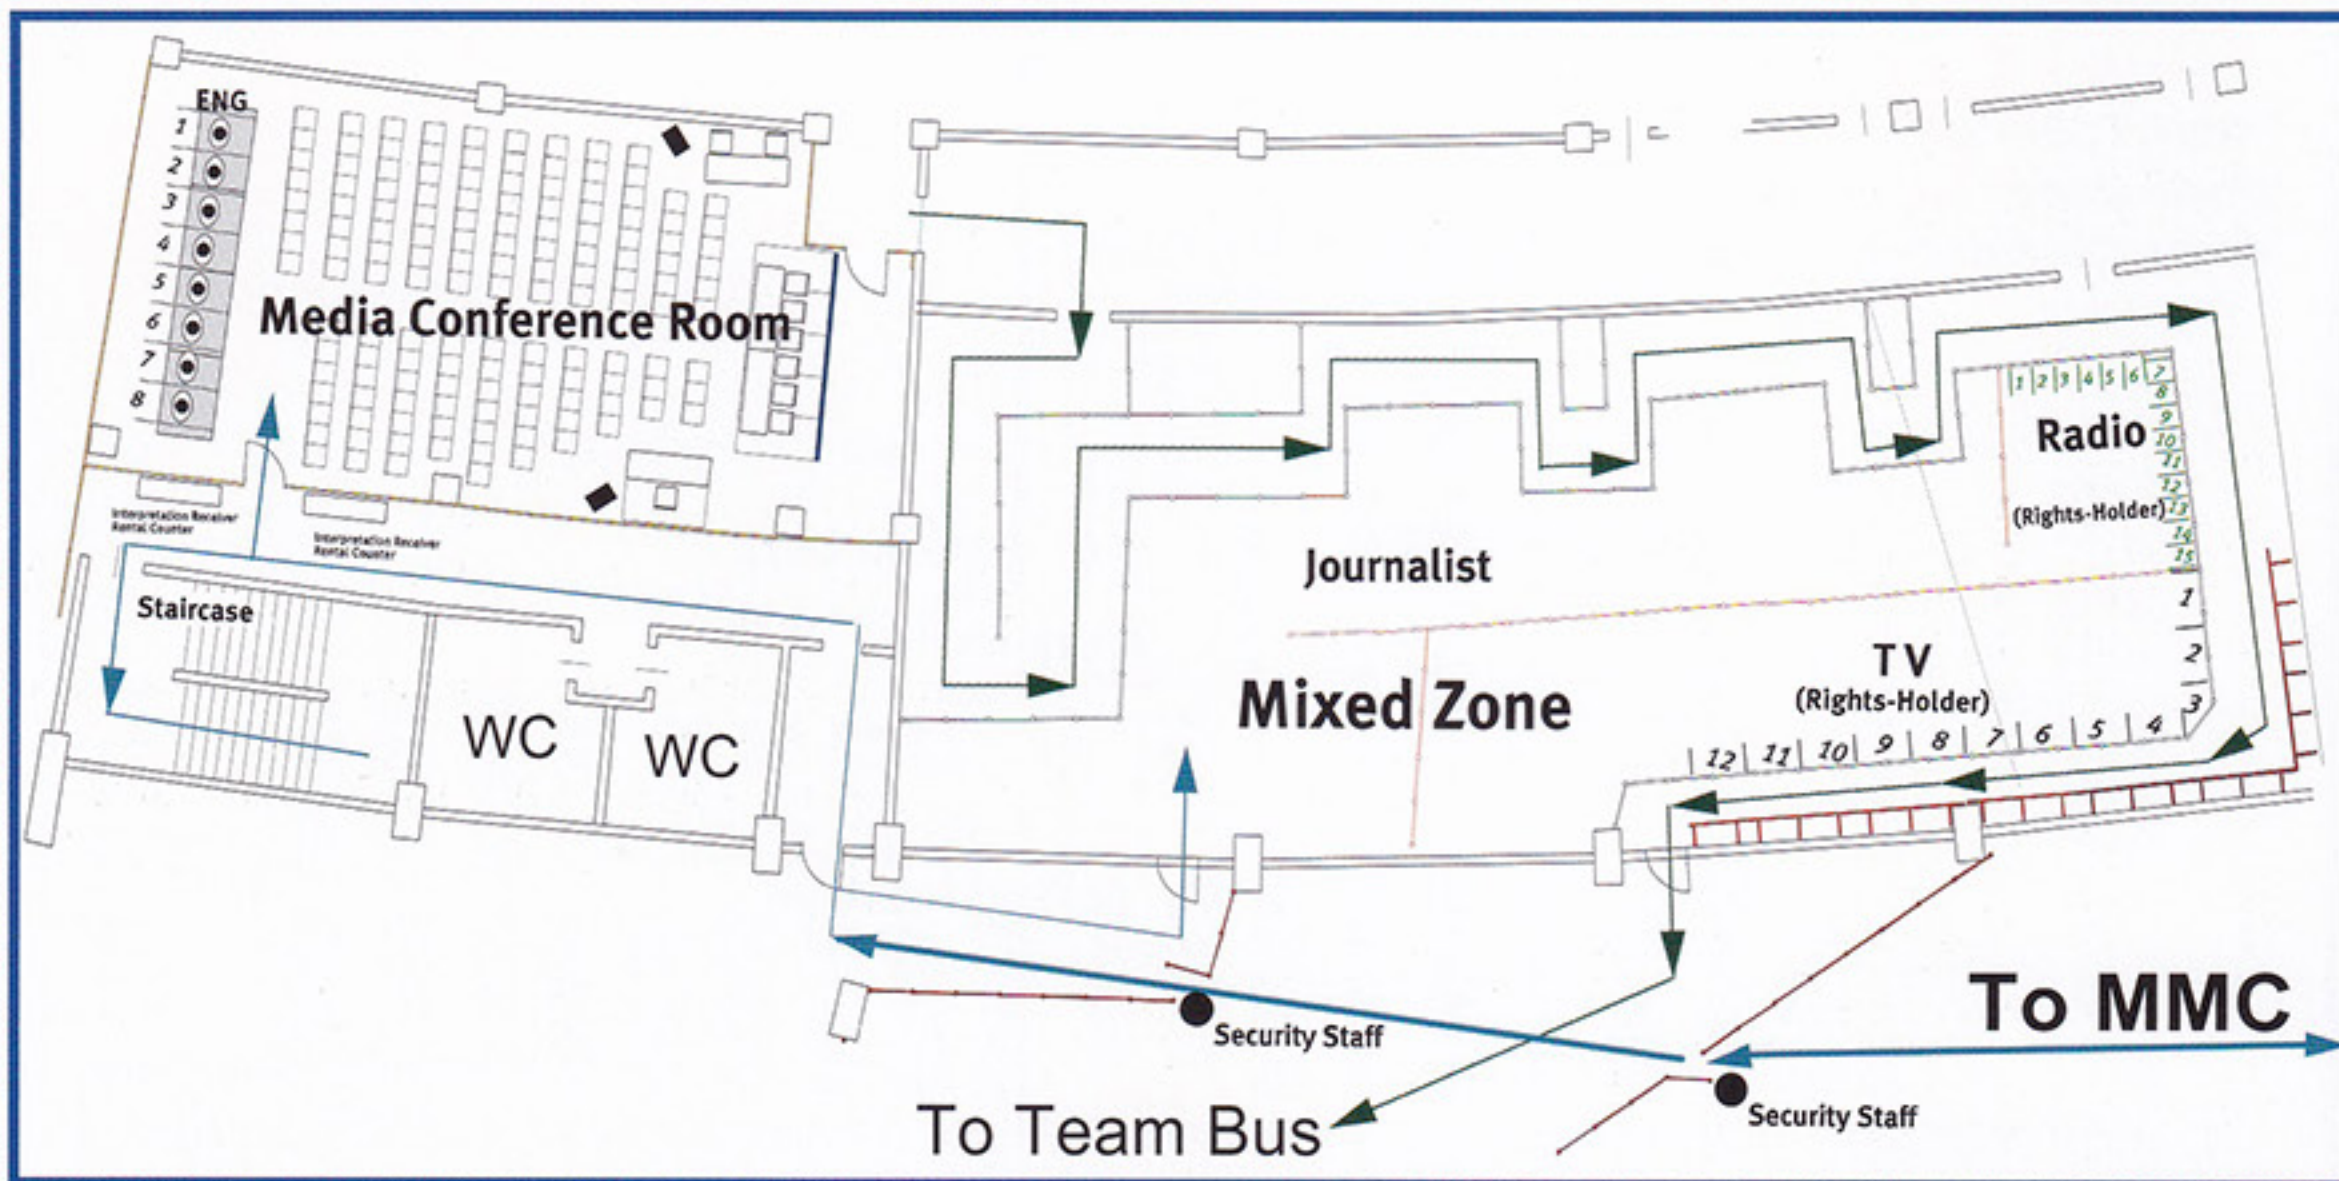 ENG
1
2
3
4
5
6
7
8
Media Conference Room
Interpretation Receiver
Rental Counter
Interpretation Receiver
Rental Counter
Staircase
WC
WC
Journalist
Mixed Zone
Radio
(Rights-Holder)
1 2 3 4 5 6 7
8
9
10
11
12
13
14
15
TV
(Rights-Holder)
1
2
3
12 11 10 9 8 7 6 5 4
Security Staff
To MMC
Security Staff
To Team Bus